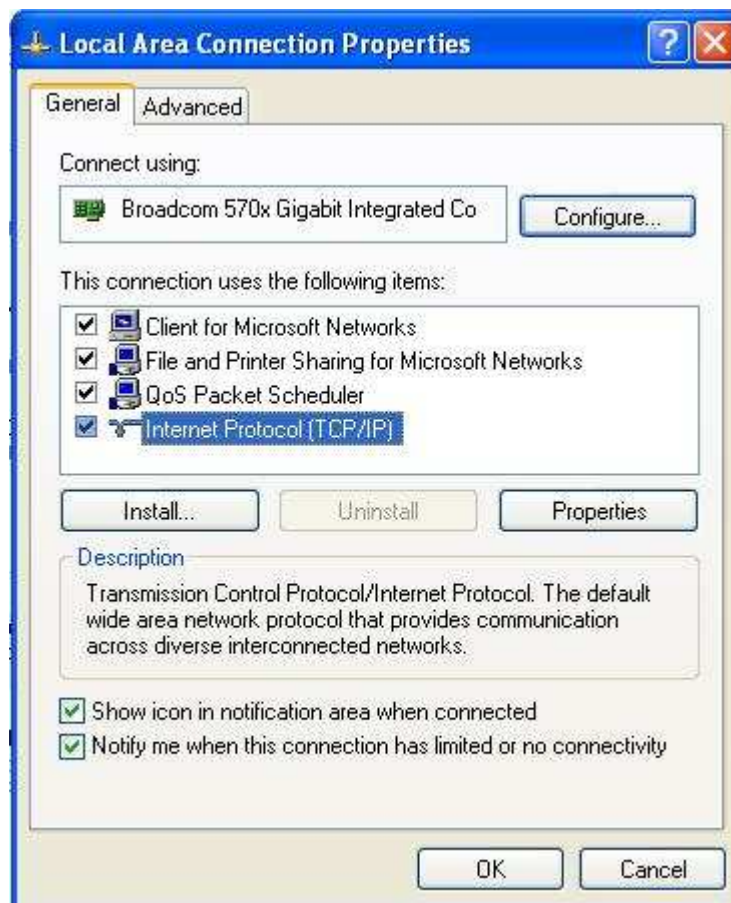 Local Area Connection Properties
General Advanced
Connect using:
Broadcom 570x Gigabit Integrated Co Configure...
This connection uses the following items:
Client for Microsoft Networks
File and Printer Sharing for Microsoft Networks
QoS Packet Scheduler
Internet Protocol (TCP/IP)
Install... Uninstall Properties
Description
Transmission Control Protocol/Internet Protocol. The default
wide area network protocol that provides communication
across diverse interconnected networks.
Show icon in notification area when connected
Notify me when this connection has limited or no connectivity
OK Cancel